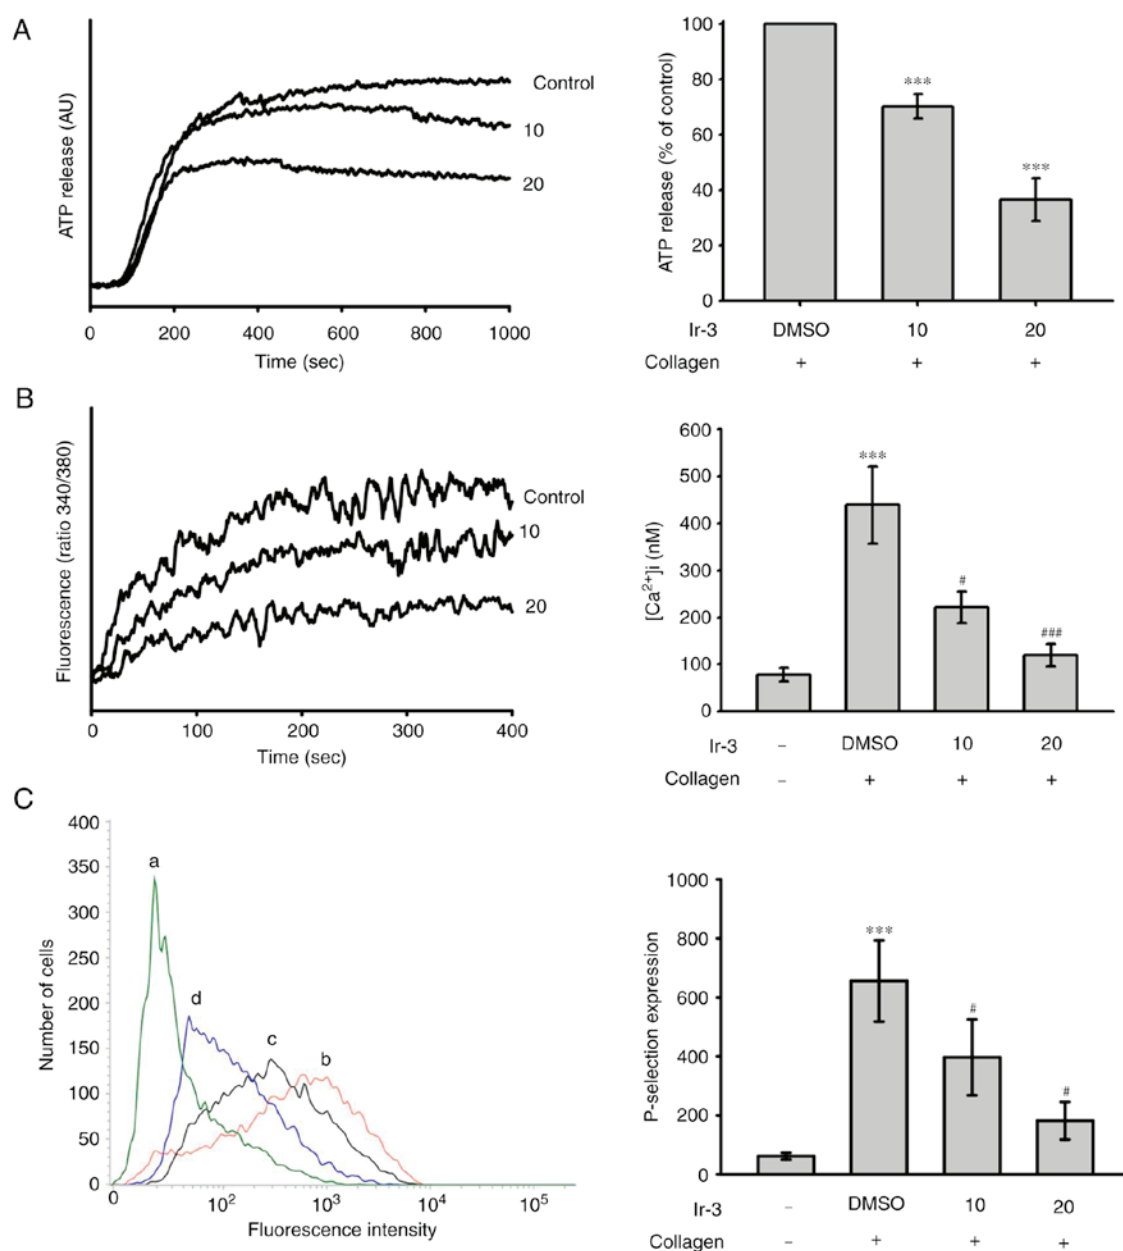 A
ATP release (AU)
Control
10
20
0 200 400 600 800 1000
Time (sec)
ATP release (% of control)
100
80
60
40
20
0
***
***
Ir-3 DMSO 10 20
Collagen + + +
B
Fluorescence (ratio 340/380)
Control
10
20
0 100 200 300 400
Time (sec)
[Ca2+]i (nM)
600
500
400
300
200
100
0
***
#
###
Ir-3 – DMSO 10 20
Collagen – + + +
C
Number of cells
400
350
300
250
200
150
100
50
0
a
d
c
b
0 10² 10³ 10⁴ 10⁵
Fluorescence intensity
P-selection expression
1000
800
600
400
200
0
***
#
#
Ir-3 – DMSO 10 20
Collagen – + + +